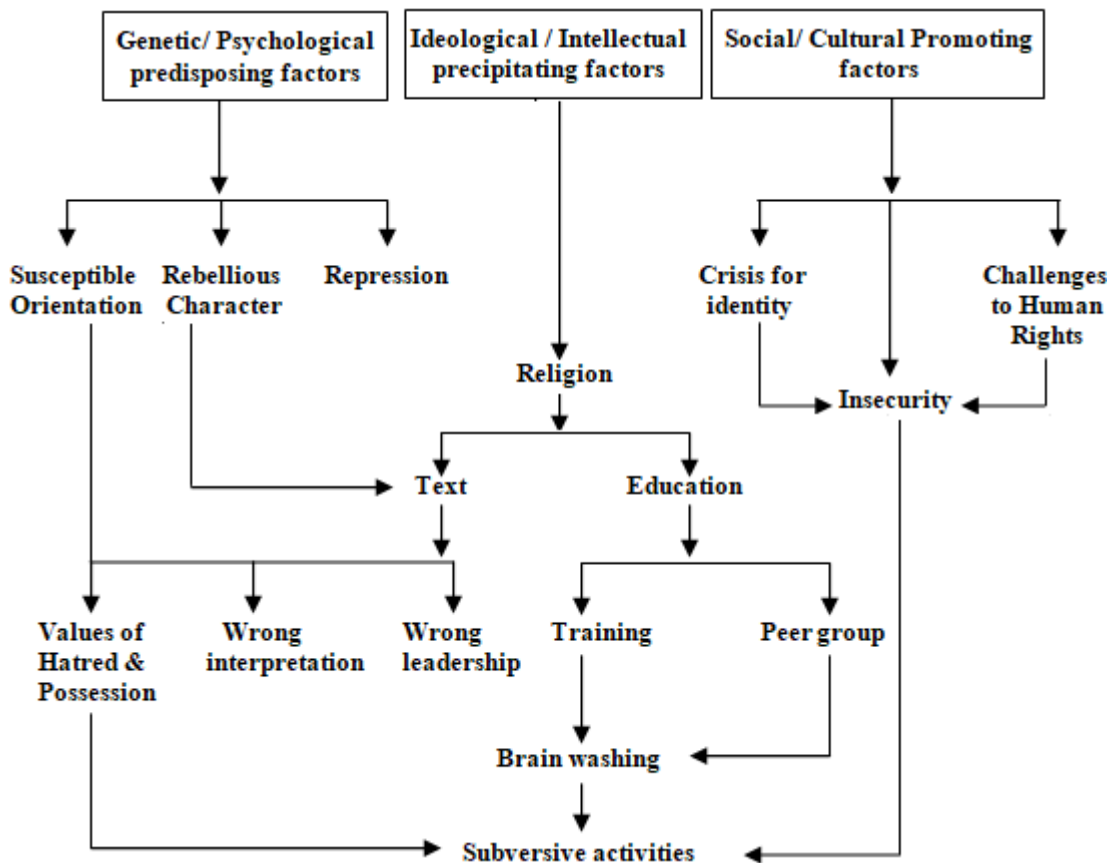 Genetic/ Psychological
predisposing factors
Ideological / Intellectual
precipitating factors
Social/ Cultural Promoting
factors
Susceptible
Orientation
Rebellious
Character
Repression
Crisis for
identity
Challenges
to Human
Rights
Religion
Insecurity
Text
Education
Values of
Hatred &
Possession
Wrong
interpretation
Wrong
leadership
Training
Peer group
Brain washing
Subversive activities